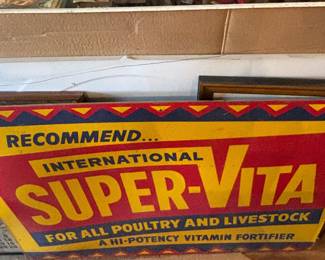 RECOMMEND...
INTERNATIONAL
SUPER-VITA
FOR ALL POULTRY AND LIVESTOCK
A HI-POTENCY VITAMIN FORTIFIER